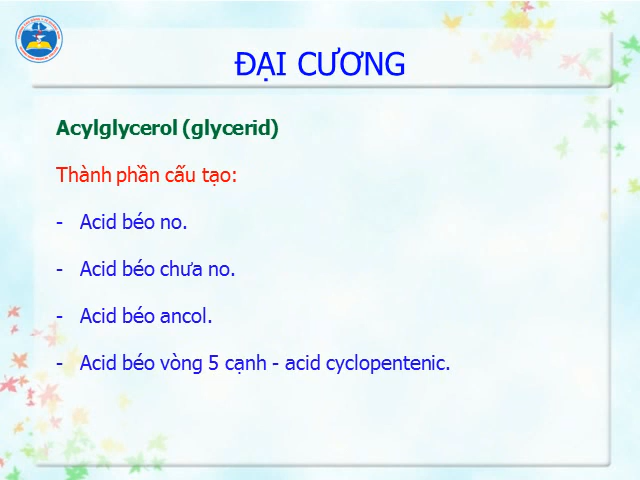 ĐẠI CƯƠNG
Acylglycerol (glycerid)
Thành phần cấu tạo:
- Acid béo no.
- Acid béo chưa no.
- Acid béo ancol.
- Acid béo vòng 5 cạnh - acid cyclopentenic.